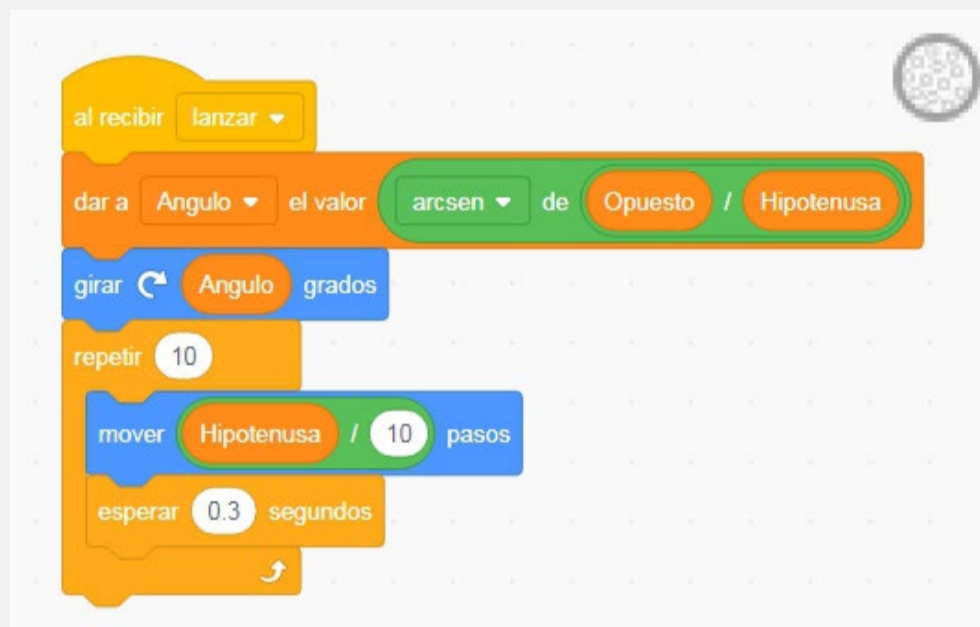 al recibir lanzar
dar a Angulo el valor arcsen de Opuesto / Hipotenusa
girar Angulo grados
repetir 10
mover Hipotenusa / 10 pasos
esperar 0.3 segundos